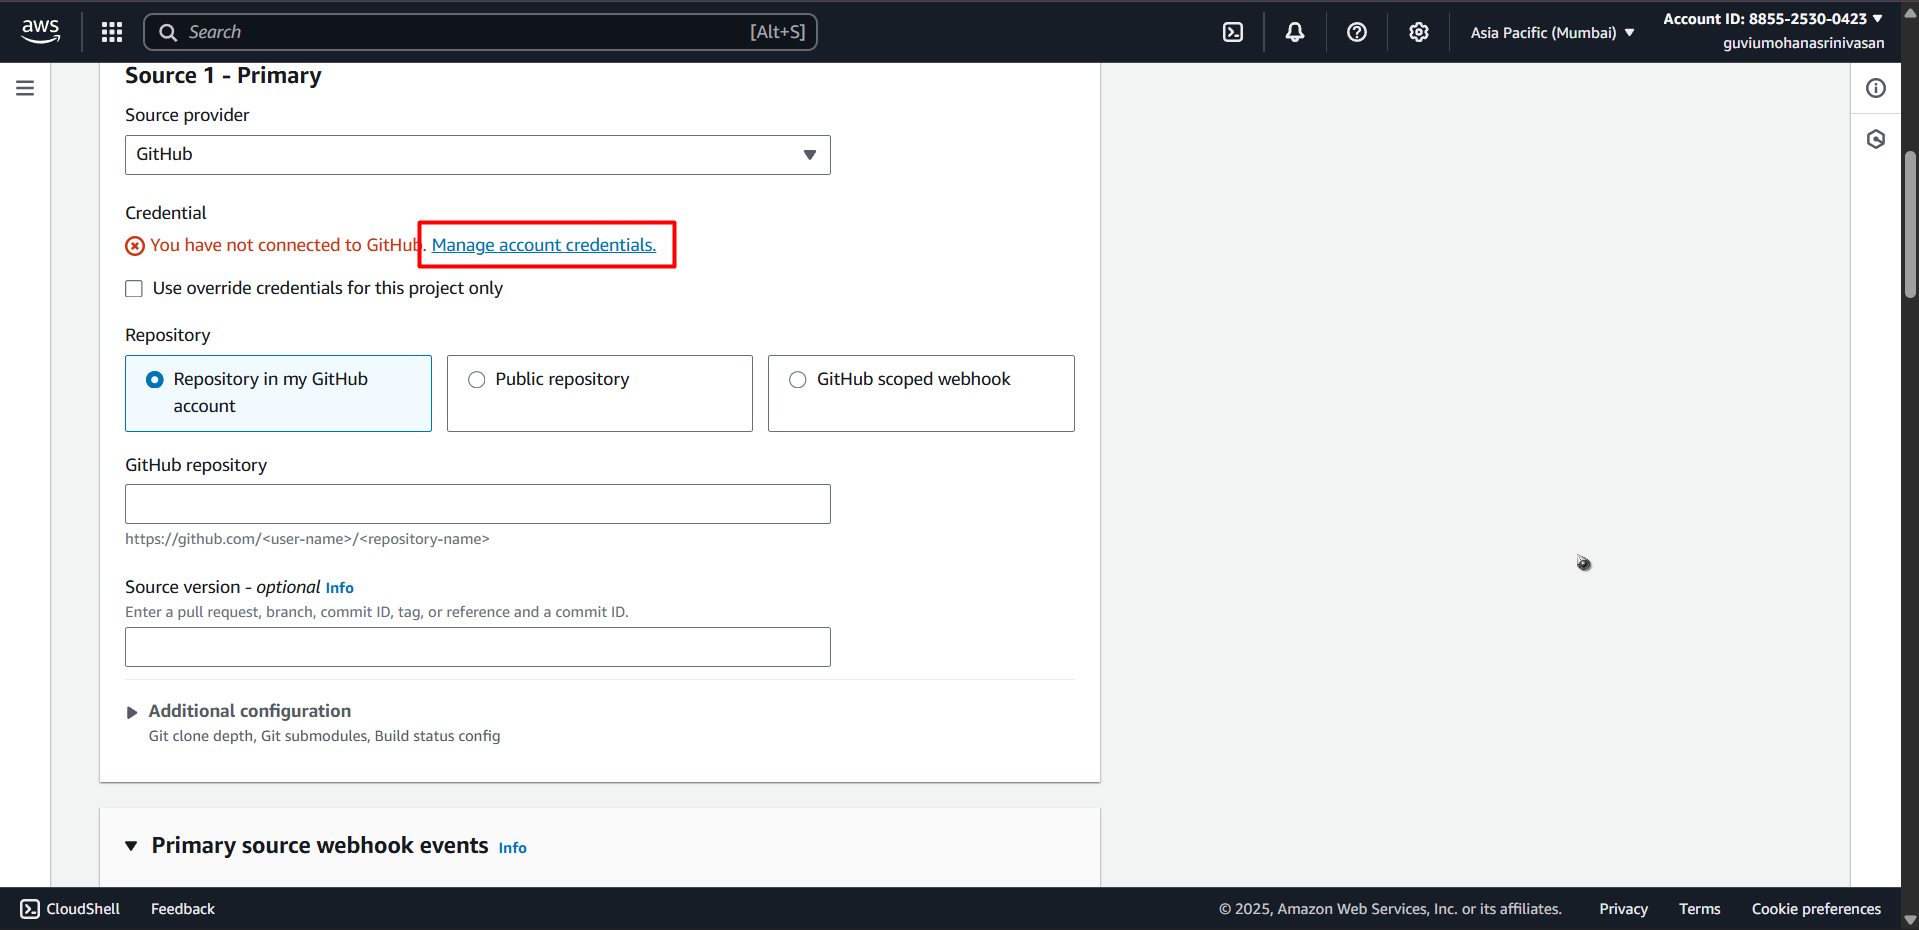 aws
Search [Alt+S]
Asia Pacific (Mumbai)
Account ID: 8855-2530-0423
guviumohanasrinivasan
Source 1 - Primary
Source provider
GitHub
Credential
You have not connected to GitHub. Manage account credentials.
Use override credentials for this project only
Repository
Repository in my GitHub
account
Public repository
GitHub scoped webhook
GitHub repository
https://github.com/<user-name>/<repository-name>
Source version - optional Info
Enter a pull request, branch, commit ID, tag, or reference and a commit ID.
Additional configuration
Git clone depth, Git submodules, Build status config
Primary source webhook events Info
CloudShell Feedback © 2025, Amazon Web Services, Inc. or its affiliates. Privacy Terms Cookie preferences